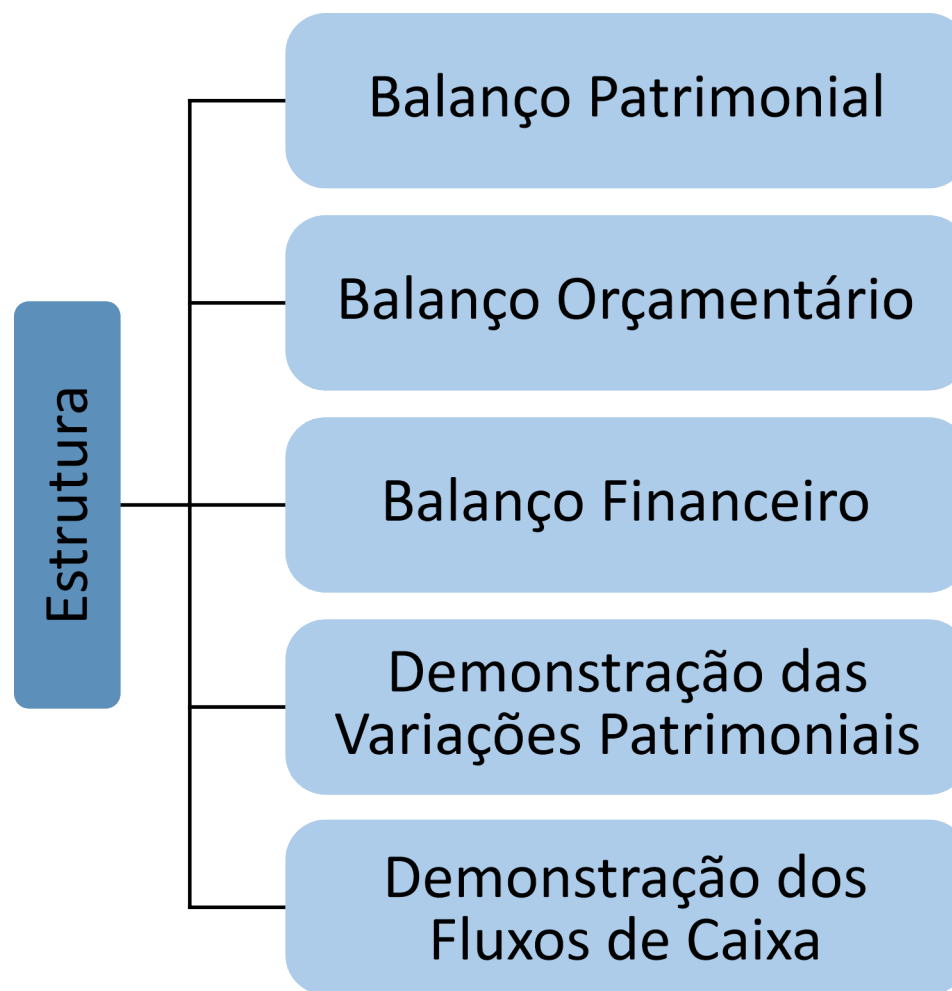 Estrutura
Balanço Patrimonial
Balanço Orçamentário
Balanço Financeiro
Demonstração das
Variações Patrimoniais
Demonstração dos
Fluxos de Caixa